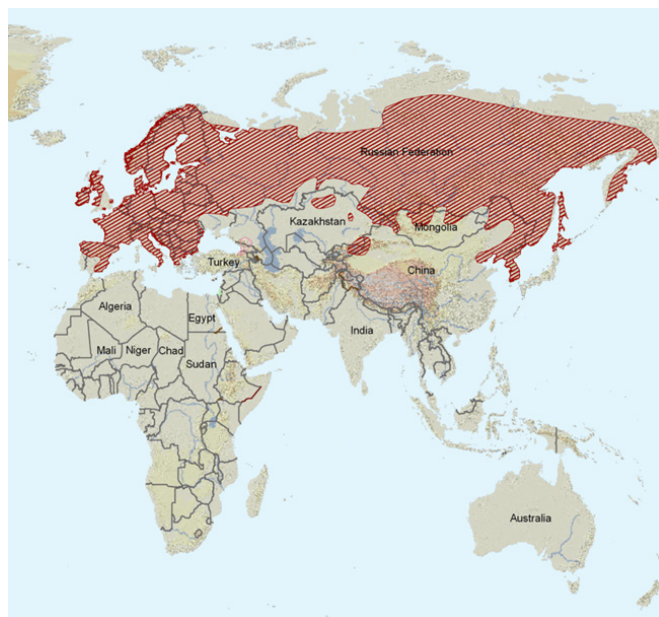 Russian Federation
Kazakhstan
Mongolia
Turkey
China
Algeria
Egypt
India
Mali
Niger
Chad
Sudan
Australia